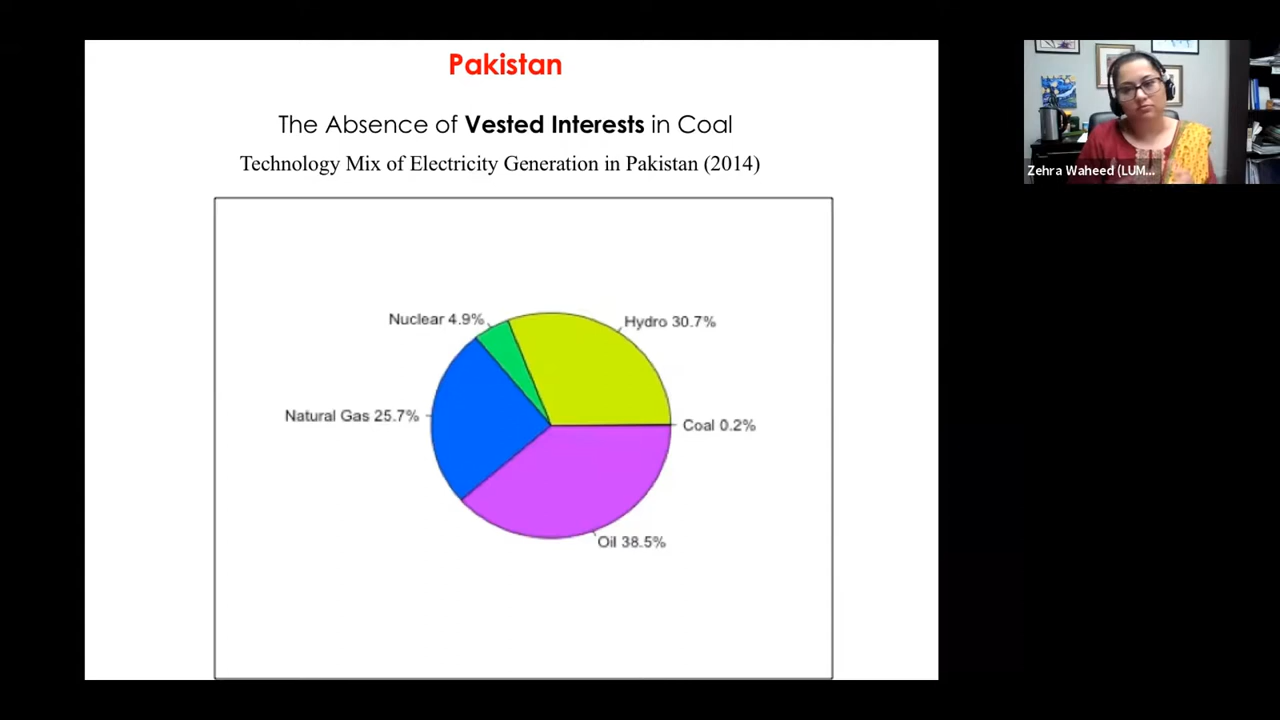 Pakistan
The Absence of Vested Interests in Coal
Technology Mix of Electricity Generation in Pakistan (2014)
Nuclear 4.9%
Hydro 30.7%
Natural Gas 25.7%
Coal 0.2%
Oil 38.5%
Zehra Waheed (LUM...